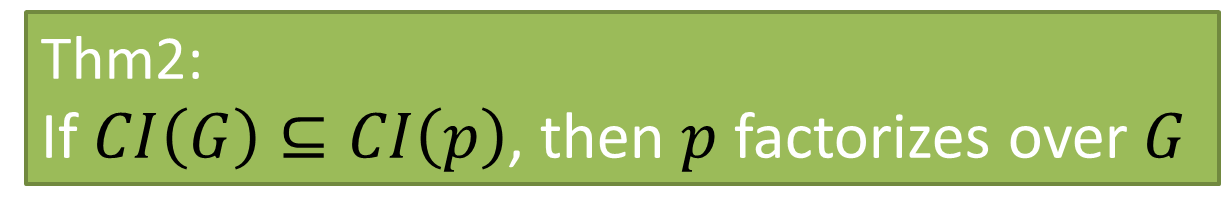 Thm2:
If 𝐶𝐼(𝐺) ⊆ 𝐶𝐼(𝑝), then 𝑝 factorizes over 𝐺